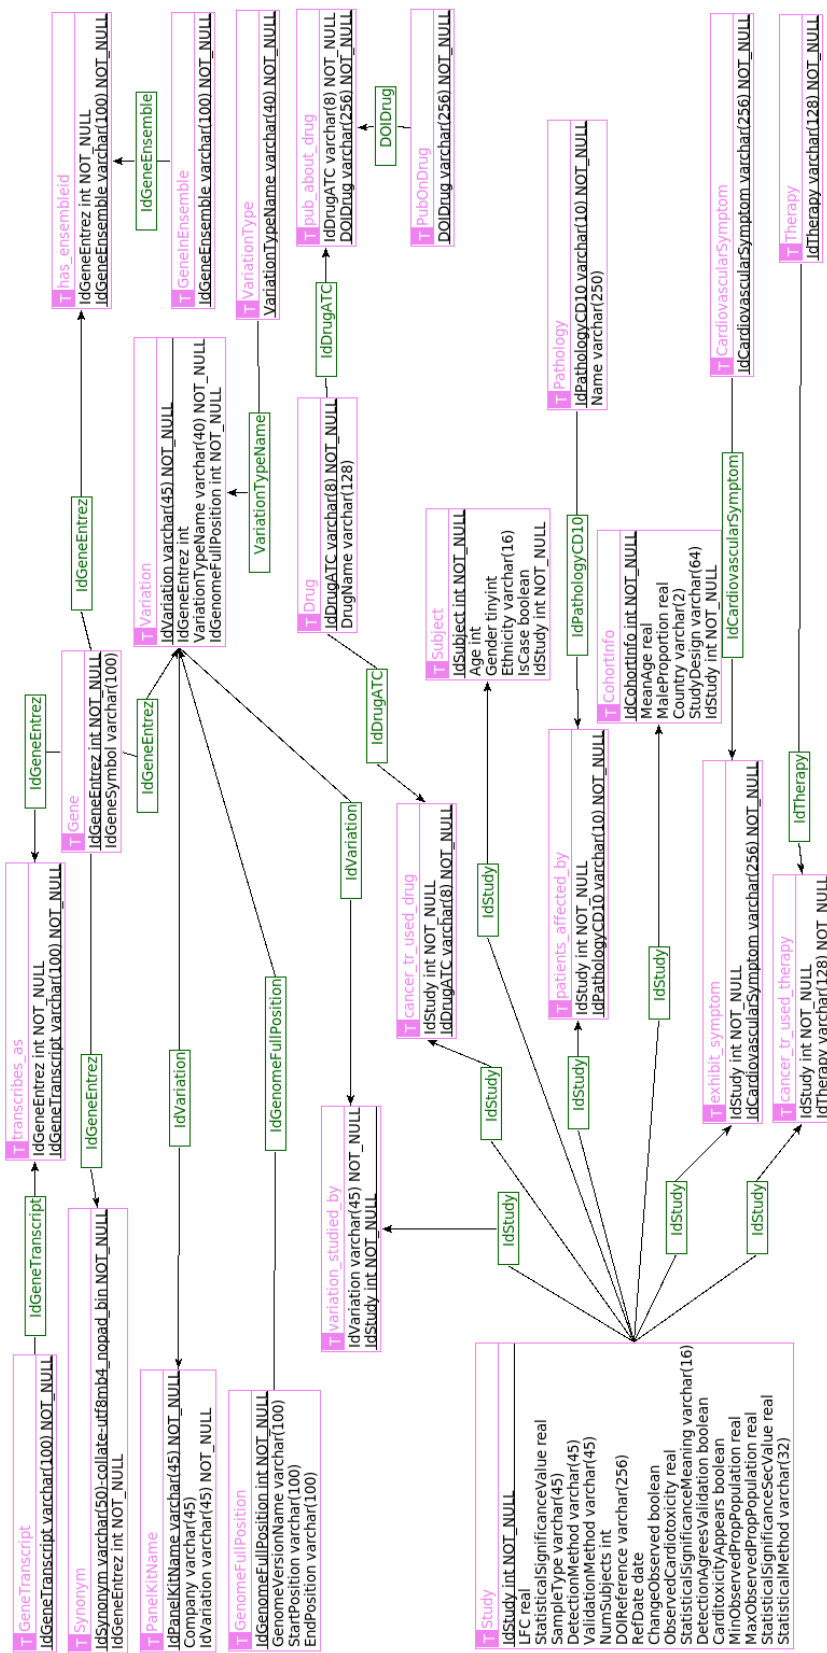 T GeneTranscript
IdGeneTranscript varchar(100) NOT_NULL
IdGeneTranscript
T transcribes_as
IdGeneEntrez int NOT_NULL
IdGeneTranscript varchar(100) NOT_NULL
IdGeneEntrez
T Synonym
IdSynonym varchar(50)-collate-utf8mb4_nopad_bin NOT_NULL
IdGeneEntrez int NOT_NULL
IdGeneEntrez
T Gene
IdGeneEntrez int NOT_NULL
IdGeneSymbol varchar(100)
IdGeneEntrez
IdGeneEntrez
T has_ensembleid
IdGeneEntrez int NOT_NULL
IdGeneEnsemble varchar(100) NOT_NULL
IdGeneEnsemble
T GeneInEnsemble
IdGeneEnsemble varchar(100) NOT_NULL
T PanelKitName
IdPanelKitName varchar(45) NOT_NULL
Company varchar(45)
IdVariation varchar(45) NOT_NULL
IdVariation
T Variation
IdVariation varchar(45) NOT_NULL
IdGeneEntrez int
VariationTypeName varchar(40) NOT_NULL
IdGenomeFullPosition int NOT_NULL
VariationTypeName
T VariationType
VariationTypeName varchar(40) NOT_NULL
T GenomeFullPosition
IdGenomeFullPosition int NOT_NULL
GenomeVersionName varchar(100)
StartPosition varchar(100)
EndPosition varchar(100)
IdGenomeFullPosition
IdVariation
T variation_studied_by
IdVariation varchar(45) NOT_NULL
IdStudy int NOT_NULL
T Drug
IdDrugATC varchar(8) NOT_NULL
DrugName varchar(128)
IdDrugATC
T pub_about_drug
IdDrugATC varchar(8) NOT_NULL
DOIDrug varchar(256) NOT_NULL
DOIDrug
T PubOnDrug
DOIDrug varchar(256) NOT_NULL
IdDrugATC
T cancer_tr_used_drug
IdStudy int NOT_NULL
IdDrugATC varchar(8) NOT_NULL
T Subject
IdSubject int NOT_NULL
Age int
Gender tinyint
Ethnicity varchar(16)
IsCase boolean
IdStudy int NOT_NULL
T Study
IdStudy int NOT_NULL
LFC real
StatisticalSignificanceValue real
SampleType varchar(45)
DetectionMethod varchar(45)
ValidationMethod varchar(45)
NumSubjects int
DOIReference varchar(256)
RefDate date
ChangeObserved boolean
ObservedCardiotoxicity real
StatisticalSignificanceMeaning varchar(16)
DetectionAgreesValidation boolean
CarditoxicityAppears boolean
MinObservedPropPopulation real
MaxObservedPropPopulation real
StatisticalSignificanceSecValue real
StatisticalMethod varchar(32)
IdStudy
IdStudy
IdStudy
IdStudy
IdStudy
IdStudy
IdStudy
T patients_affected_by
IdStudy int NOT_NULL
IdPathologyCD10 varchar(10) NOT_NULL
IdPathologyCD10
T Pathology
IdPathologyCD10 varchar(10) NOT_NULL
Name varchar(250)
T CohortInfo
IdCohortInfo int NOT_NULL
MeanAge real
MaleProportion real
Country varchar(2)
StudyDesign varchar(64)
IdStudy int NOT_NULL
T exhibit_symptom
IdStudy int NOT_NULL
IdCardiovascularSymptom varchar(256) NOT_NULL
IdCardiovascularSymptom
T CardiovascularSymptom
IdCardiovascularSymptom varchar(256) NOT_NULL
T cancer_tr_used_therapy
IdStudy int NOT_NULL
IdTherapy varchar(128) NOT_NULL
IdTherapy
T Therapy
IdTherapy varchar(128) NOT_NULL